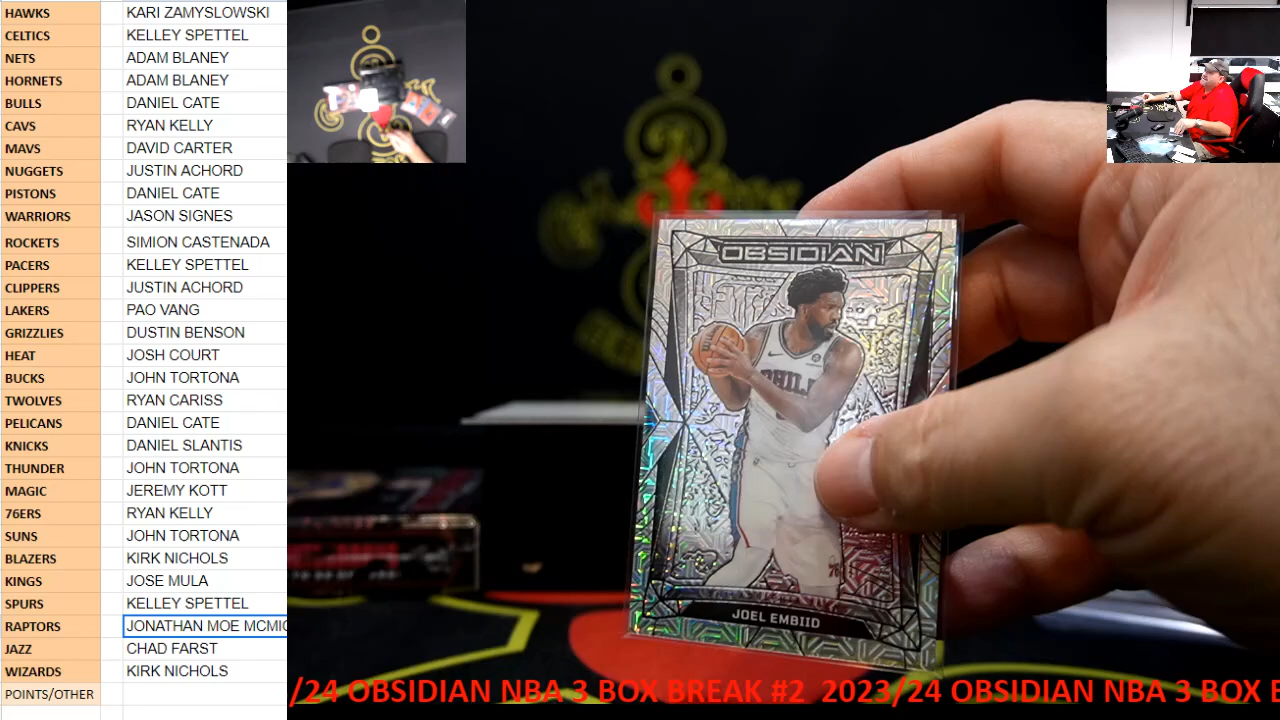 HAWKS KARI ZAMYSLOWSKI
CELTICS KELLEY SPETTEL
NETS ADAM BLANEY
HORNETS ADAM BLANEY
BULLS DANIEL CATE
CAVS RYAN KELLY
MAVS DAVID CARTER
NUGGETS JUSTIN ACHORD
PISTONS DANIEL CATE
WARRIORS JASON SIGNES
ROCKETS SIMION CASTENADA
PACERS KELLEY SPETTEL
CLIPPERS JUSTIN ACHORD
LAKERS PAO VANG
GRIZZLIES DUSTIN BENSON
HEAT JOSH COURT
BUCKS JOHN TORTONA
TWOLVES RYAN CARISS
PELICANS DANIEL CATE
KNICKS DANIEL SLANTIS
THUNDER JOHN TORTONA
MAGIC JEREMY KOTT
76ERS RYAN KELLY
SUNS JOHN TORTONA
BLAZERS KIRK NICHOLS
KINGS JOSE MULA
SPURS KELLEY SPETTEL
RAPTORS JONATHAN MOE MCMIC
JAZZ CHAD FARST
WIZARDS KIRK NICHOLS
POINTS/OTHER
OBSIDIAN
PHILA
JOEL EMBIID
/24 OBSIDIAN NBA 3 BOX BREAK #2 2023/24 OBSIDIAN NBA 3 BOX B